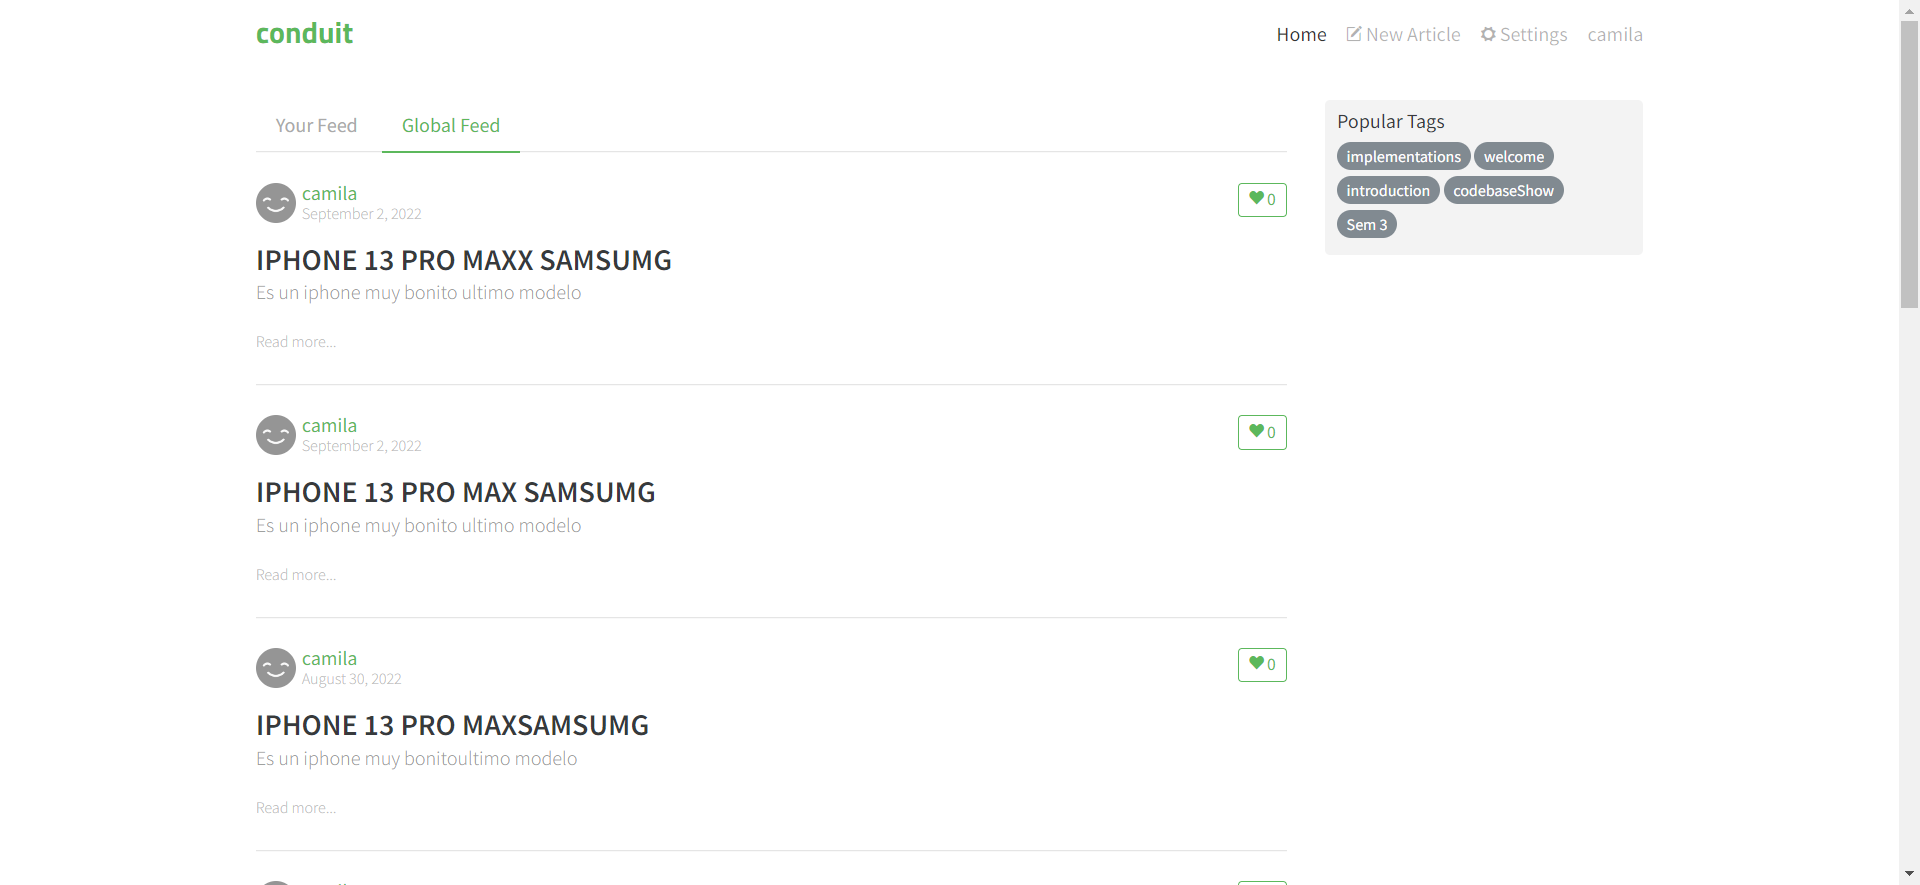 conduit
Home New Article Settings camila
Your Feed Global Feed
camila
September 2, 2022
0
IPHONE 13 PRO MAXX SAMSUMG
Es un iphone muy bonito ultimo modelo
Read more...
camila
September 2, 2022
0
IPHONE 13 PRO MAX SAMSUMG
Es un iphone muy bonito ultimo modelo
Read more...
camila
August 30, 2022
0
IPHONE 13 PRO MAXSAMSUMG
Es un iphone muy bonitoultimo modelo
Read more...
Popular Tags
implementations welcome
introduction codebaseShow
Sem 3